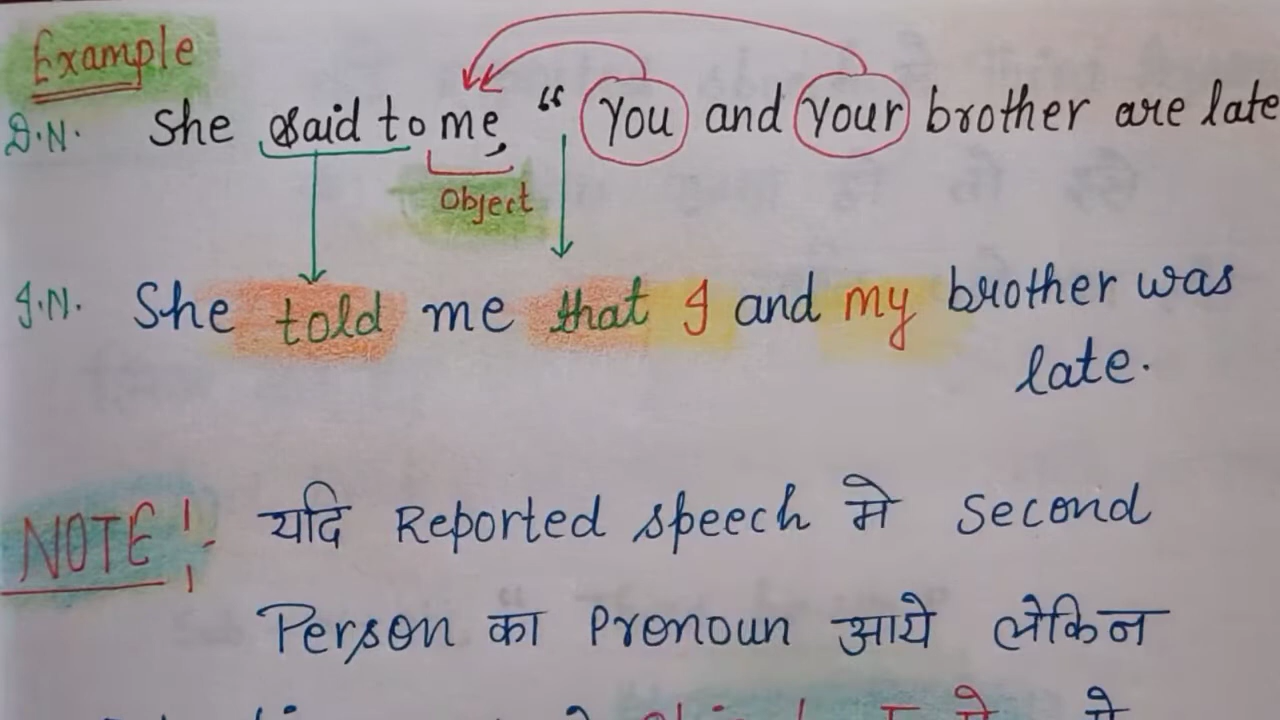 Example
D.N. She said to me, “ You and Your brother are late
Object
I.N. She told me that I and my brother was
late.
NOTE!- यदि Reported speech मे Second
Person का Pronoun आये लेकिन